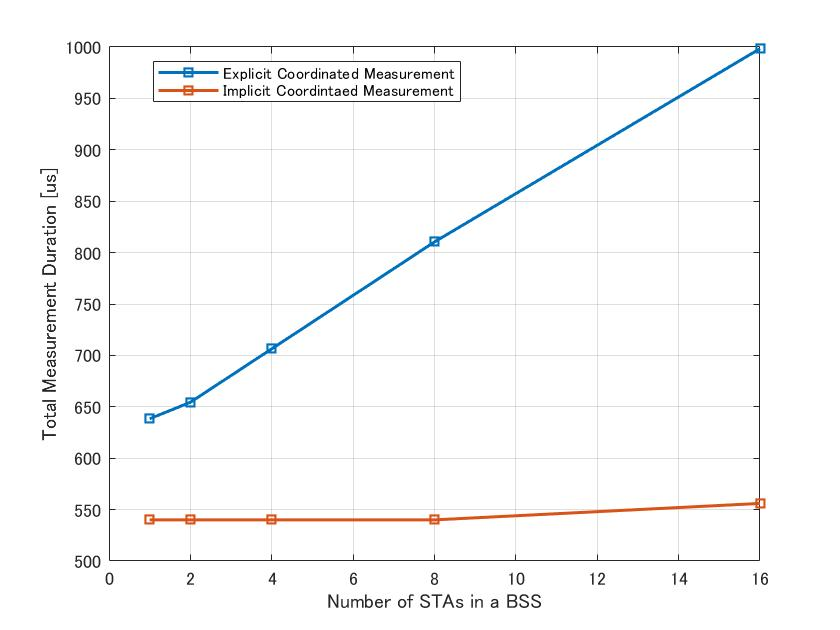 1000
950
900
850
800
750
700
650
600
550
500
Total Measurement Duration [us]
Explicit Coordinated Measurement
Implicit Coordintaed Measurement
0 2 4 6 8 10 12 14 16
Number of STAs in a BSS